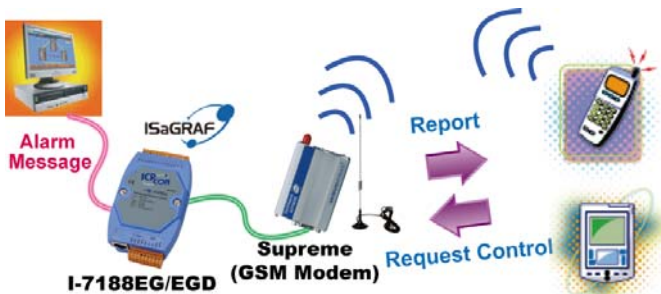 ISaGRAF
Alarm
Message
ICP
CON
Report
Request Control
Supreme
(GSM Modem)
I-7188EG/EGD